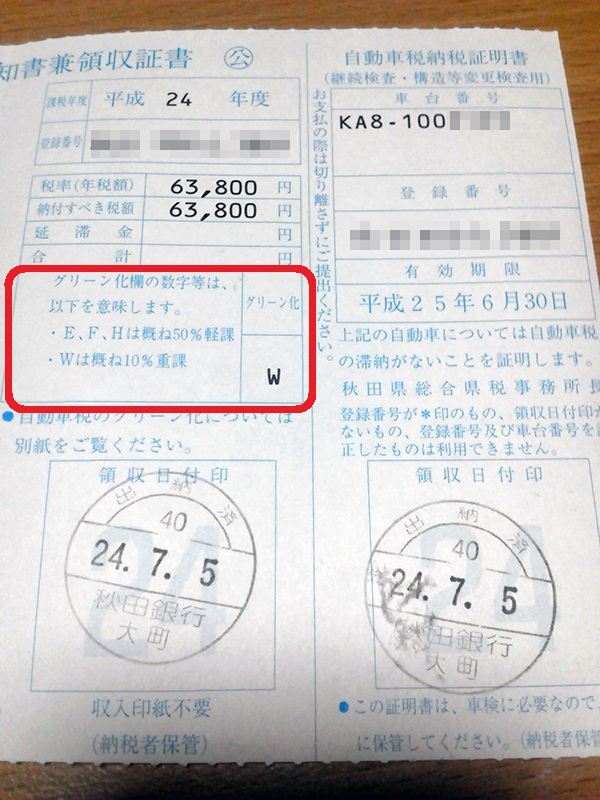 知書兼領収証書 公
課税年度 平成 24 年度
登録番号
税率(年税額) 63,800 円
納付すべき税額 63,800 円
延滞金 円
合計 円
グリーン化欄の数字等は、
以下を意味します。
・E、F、Hは概ね50%軽課
・Wは概ね10%重課
グリーン化
W
●自動車税のグリーン化については
別紙をご覧ください。
領収日付印
出納済
40
24.7.5
秋田銀行
大町
収入印紙不要
(納税者保管)
お支払の際は切り離さずにご提出ください。
自動車税納税証明書
(継続検査・構造等変更検査用)
車台番号
KA8-100
登録番号
有効期限
平成25年6月30日
上記の自動車については自動車税
の滞納がないことを証明します。
秋田県総合県税事務所長
登録番号が*印のもの、領収日付印が
ないもの、登録番号及び車台番号を訂
正したものは利用できません。
領収日付印
出納済
40
24.7.5
秋田銀行
大町
●この証明書は、車検に必要なので、
に保管してください。(納税者保管